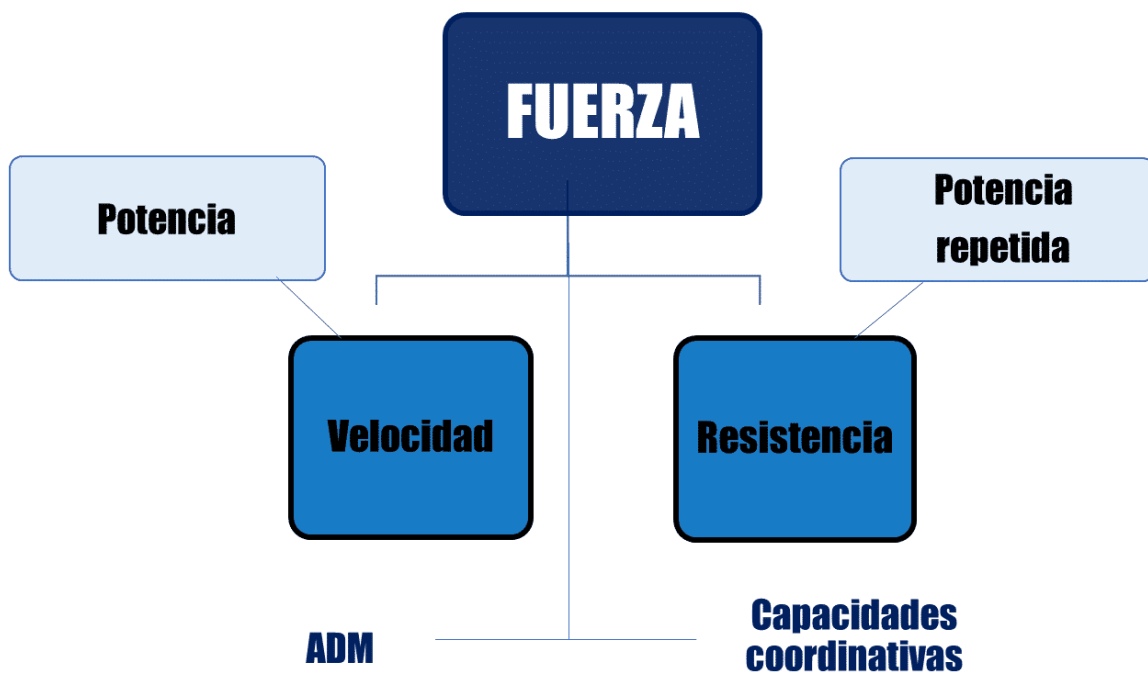 FUERZA
Potencia
Potencia
repetida
Velocidad
Resistencia
ADM
Capacidades
coordinativas